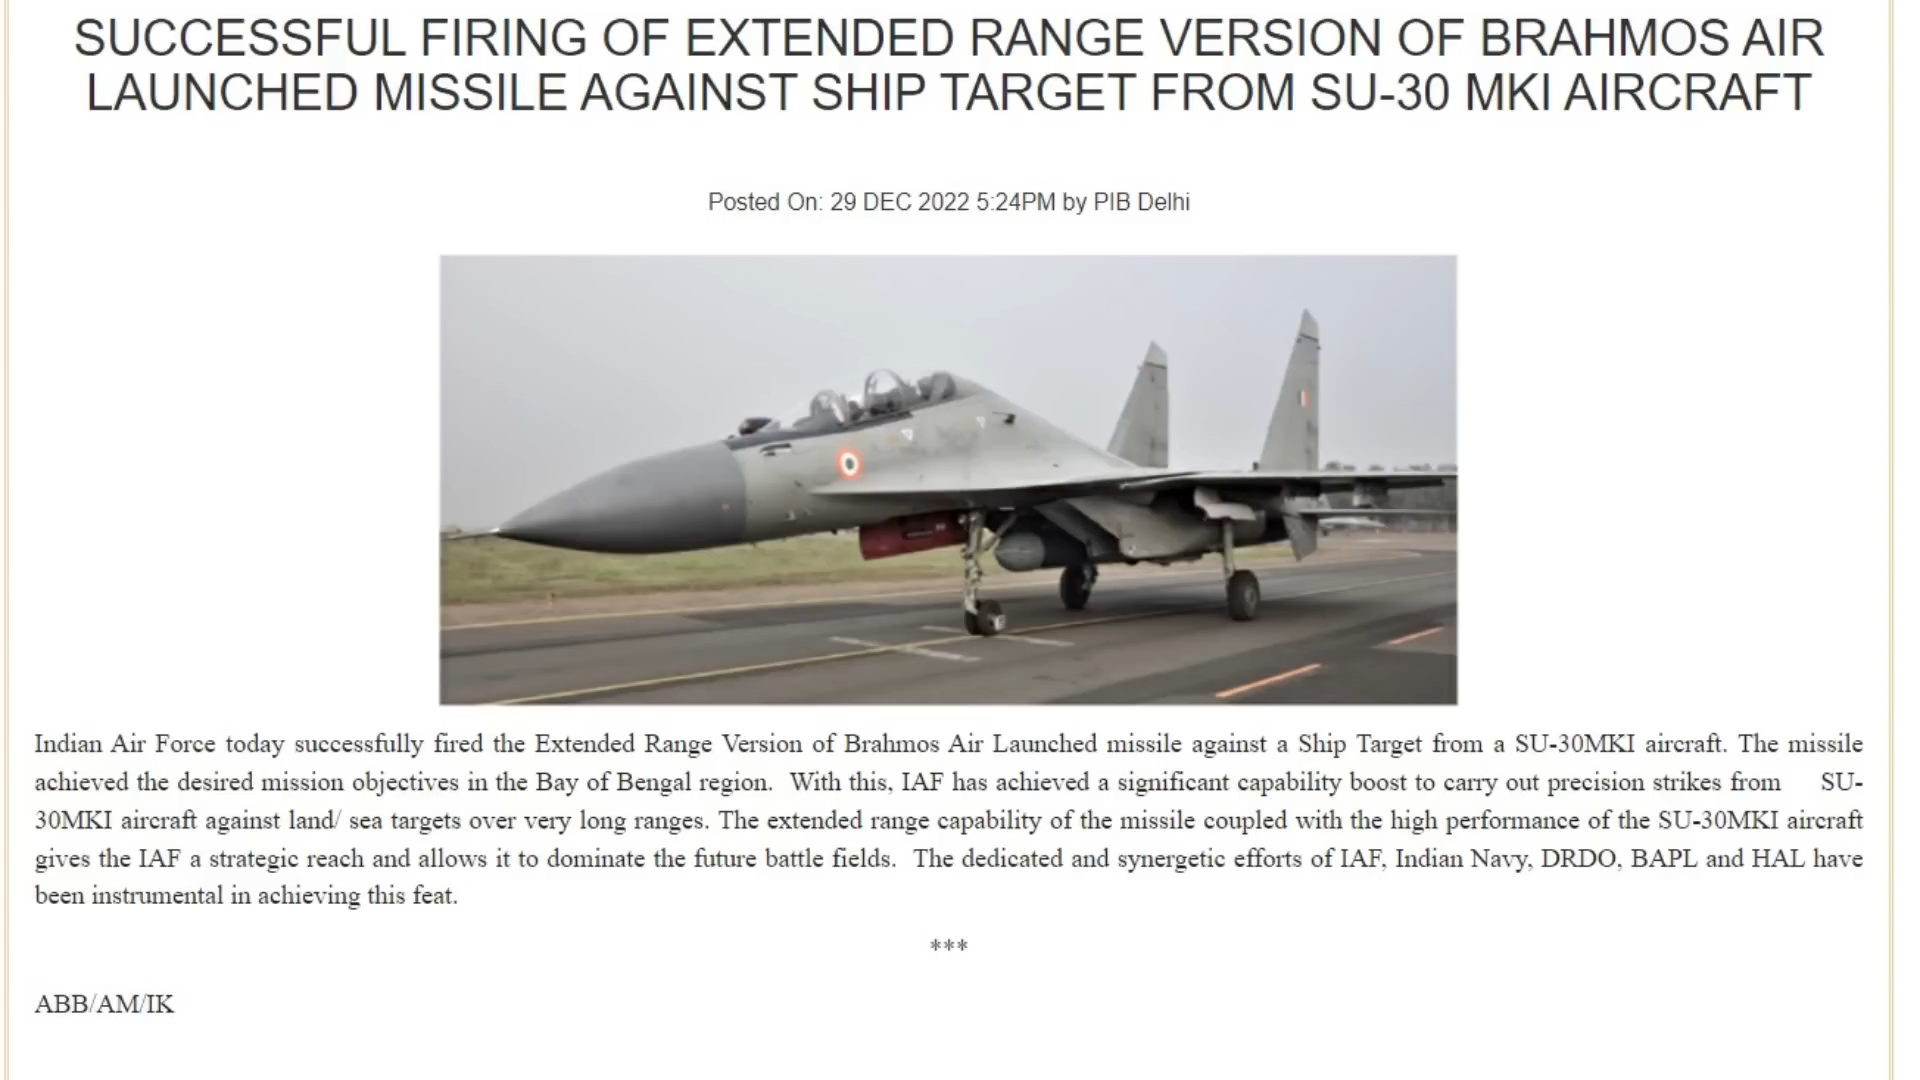 SUCCESSFUL FIRING OF EXTENDED RANGE VERSION OF BRAHMOS AIR
LAUNCHED MISSILE AGAINST SHIP TARGET FROM SU-30 MKI AIRCRAFT
Posted On: 29 DEC 2022 5:24PM by PIB Delhi
Indian Air Force today successfully fired the Extended Range Version of Brahmos Air Launched missile against a Ship Target from a SU-30MKI aircraft. The missile
achieved the desired mission objectives in the Bay of Bengal region. With this, IAF has achieved a significant capability boost to carry out precision strikes from SU-
30MKI aircraft against land/ sea targets over very long ranges. The extended range capability of the missile coupled with the high performance of the SU-30MKI aircraft
gives the IAF a strategic reach and allows it to dominate the future battle fields. The dedicated and synergetic efforts of IAF, Indian Navy, DRDO, BAPL and HAL have
been instrumental in achieving this feat.
***
ABB/AM/IK